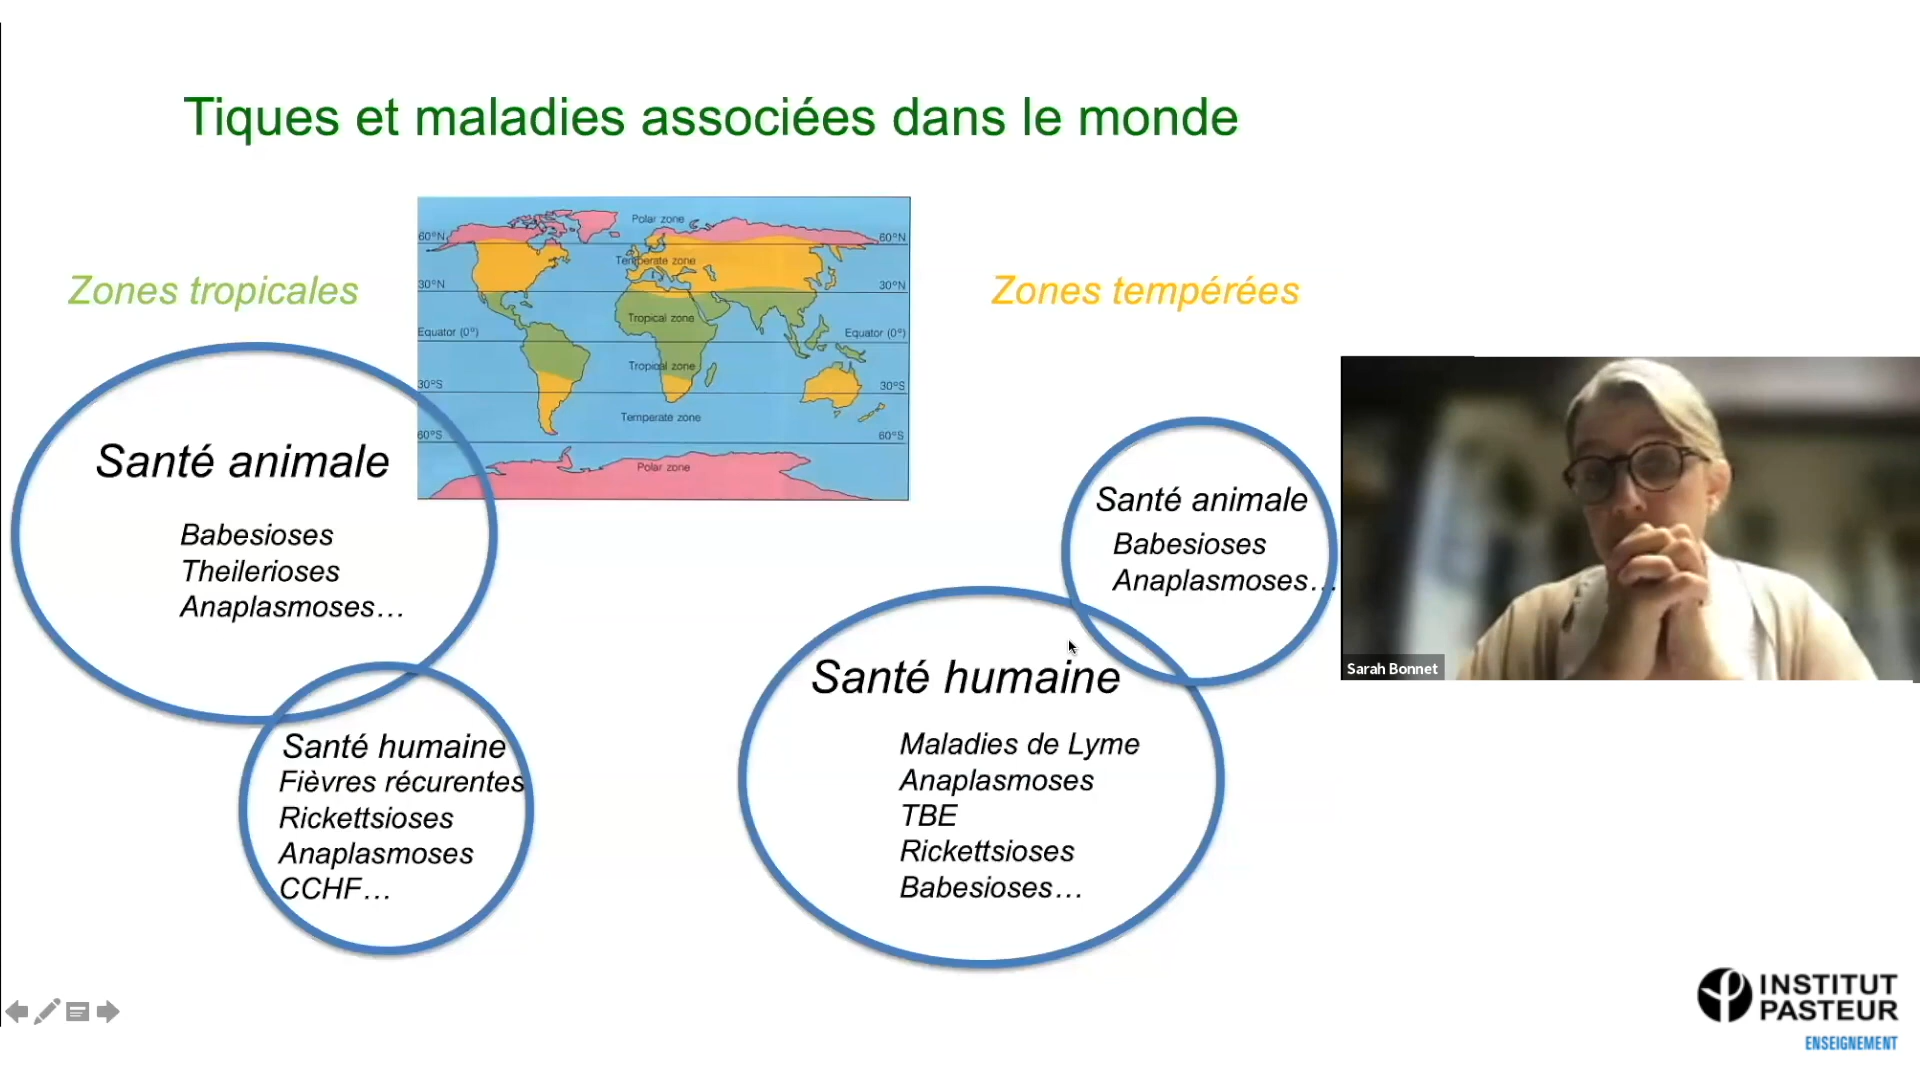 Tiques et maladies associées dans le monde
Zones tropicales
Polar zone
60°N
60°N
Temperate zone
30°N
30°N
Tropical zone
Equator (0°)
Equator (0°)
Tropical zone
30°S
30°S
Temperate zone
60°S
60°S
Polar zone
Zones tempérées
Santé animale
Babesioses
Theilerioses
Anaplasmoses…
Santé humaine
Fièvres récurentes
Rickettsioses
Anaplasmoses
CCHF…
Santé animale
Babesioses
Anaplasmoses…
Santé humaine
Maladies de Lyme
Anaplasmoses
TBE
Rickettsioses
Babesioses…
Sarah Bonnet
INSTITUT
PASTEUR
ENSEIGNEMENT